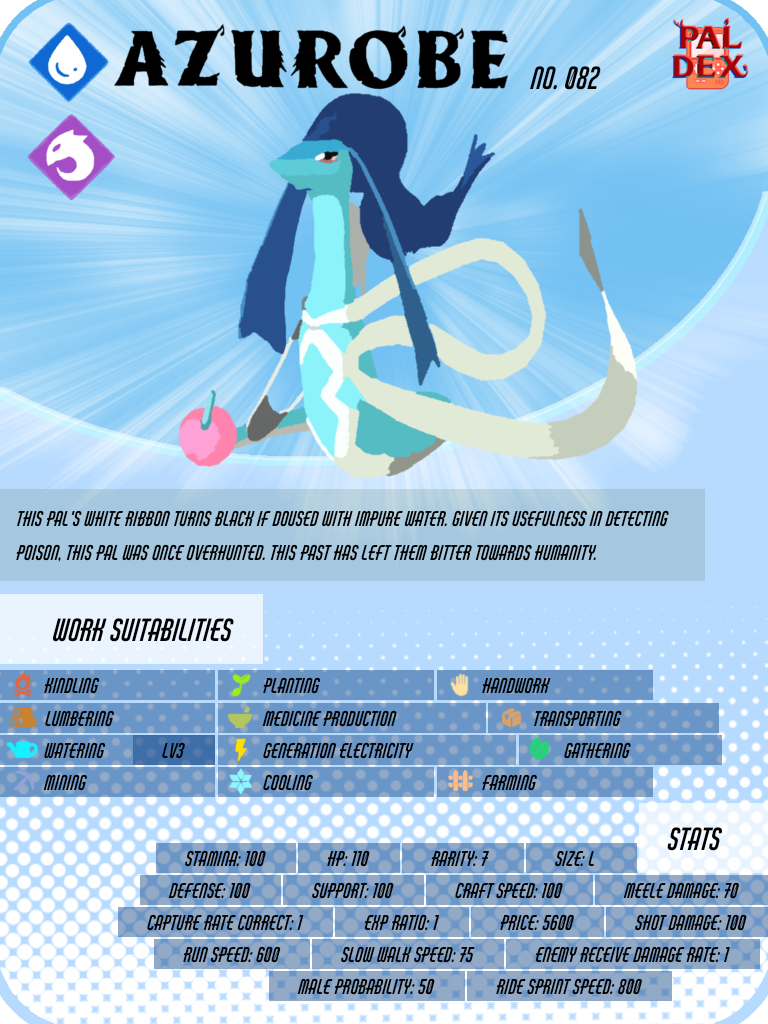 AZUROBE NO. 082
PAL
DEX
THIS PAL'S WHITE RIBBON TURNS BLACK IF DOUSED WITH IMPURE WATER. GIVEN ITS USEFULNESS IN DETECTING
POISON, THIS PAL WAS ONCE OVERHUNTED. THIS PAST HAS LEFT THEM BITTER TOWARDS HUMANITY.
WORK SUITABILITIES
KINDLING PLANTING HANDWORK
LUMBERING MEDICINE PRODUCTION TRANSPORTING
WATERING LV3 GENERATION ELECTRICITY GATHERING
MINING COOLING FARMING
STATS
STAMINA: 100 HP: 110 RARITY: 7 SIZE: L
DEFENSE: 100 SUPPORT: 100 CRAFT SPEED: 100 MEELE DAMAGE: 70
CAPTURE RATE CORRECT: 1 EXP RATIO: 1 PRICE: 5600 SHOT DAMAGE: 100
RUN SPEED: 600 SLOW WALK SPEED: 75 ENEMY RECEIVE DAMAGE RATE: 1
MALE PROBABILITY: 50 RIDE SPRINT SPEED: 800